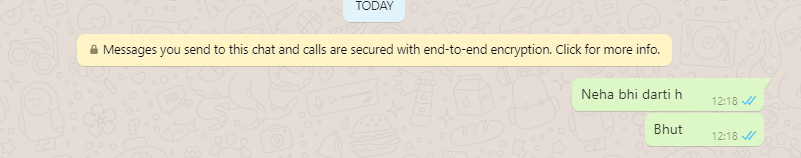 TODAY
Messages you send to this chat and calls are secured with end-to-end encryption. Click for more info.
Neha bhi darti h
12:18
Bhut
12:18